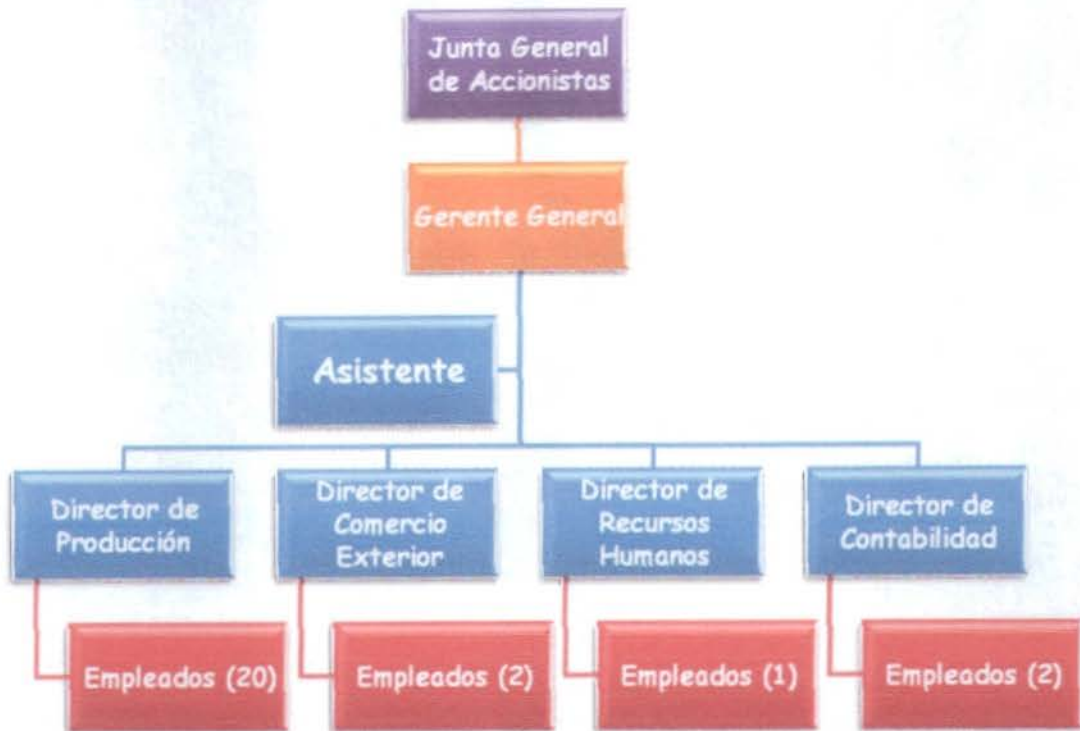 Junta General
de Accionistas
Gerente General
Asistente
Director de
Producción
Director de
Comercio
Exterior
Director de
Recursos
Humanos
Director de
Contabilidad
Empleados (20)
Empleados (2)
Empleados (1)
Empleados (2)